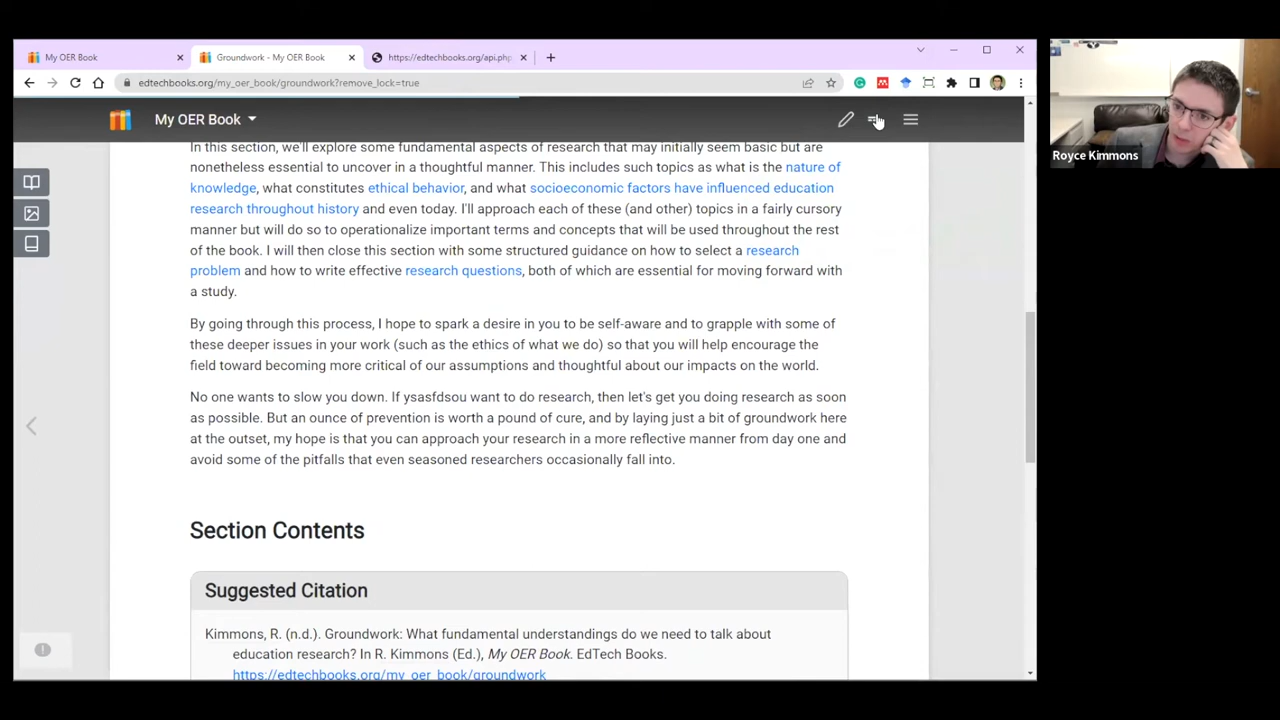 My OER Book
Groundwork - My OER Book
https://edtechbooks.org/api.php
edtechbooks.org/my_oer_book/groundwork?remove_lock=true
My OER Book
Royce Kimmons
In this section, we'll explore some fundamental aspects of research that may initially seem basic but are
nonetheless essential to uncover in a thoughtful manner. This includes such topics as what is the nature of
knowledge, what constitutes ethical behavior, and what socioeconomic factors have influenced education
research throughout history and even today. I'll approach each of these (and other) topics in a fairly cursory
manner but will do so to operationalize important terms and concepts that will be used throughout the rest
of the book. I will then close this section with some structured guidance on how to select a research
problem and how to write effective research questions, both of which are essential for moving forward with
a study.
By going through this process, I hope to spark a desire in you to be self-aware and to grapple with some of
these deeper issues in your work (such as the ethics of what we do) so that you will help encourage the
field toward becoming more critical of our assumptions and thoughtful about our impacts on the world.
No one wants to slow you down. If ysasfdsou want to do research, then let's get you doing research as soon
as possible. But an ounce of prevention is worth a pound of cure, and by laying just a bit of groundwork here
at the outset, my hope is that you can approach your research in a more reflective manner from day one and
avoid some of the pitfalls that even seasoned researchers occasionally fall into.
Section Contents
Suggested Citation
Kimmons, R. (n.d.). Groundwork: What fundamental understandings do we need to talk about
education research? In R. Kimmons (Ed.), My OER Book. EdTech Books.
https://edtechbooks.org/my_oer_book/groundwork